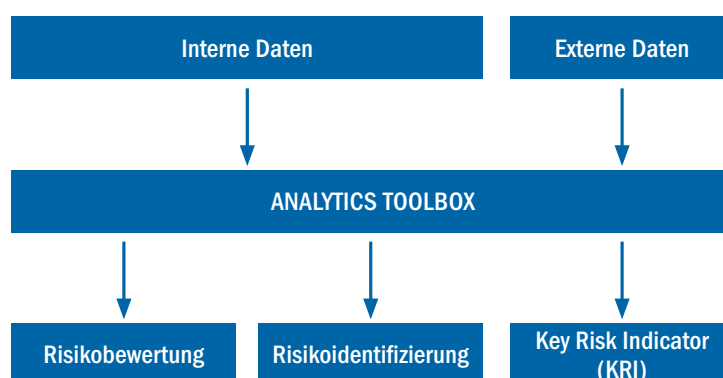 Interne Daten
Externe Daten
ANALYTICS TOOLBOX
Risikobewertung
Risikoidentifizierung
Key Risk Indicator
(KRI)